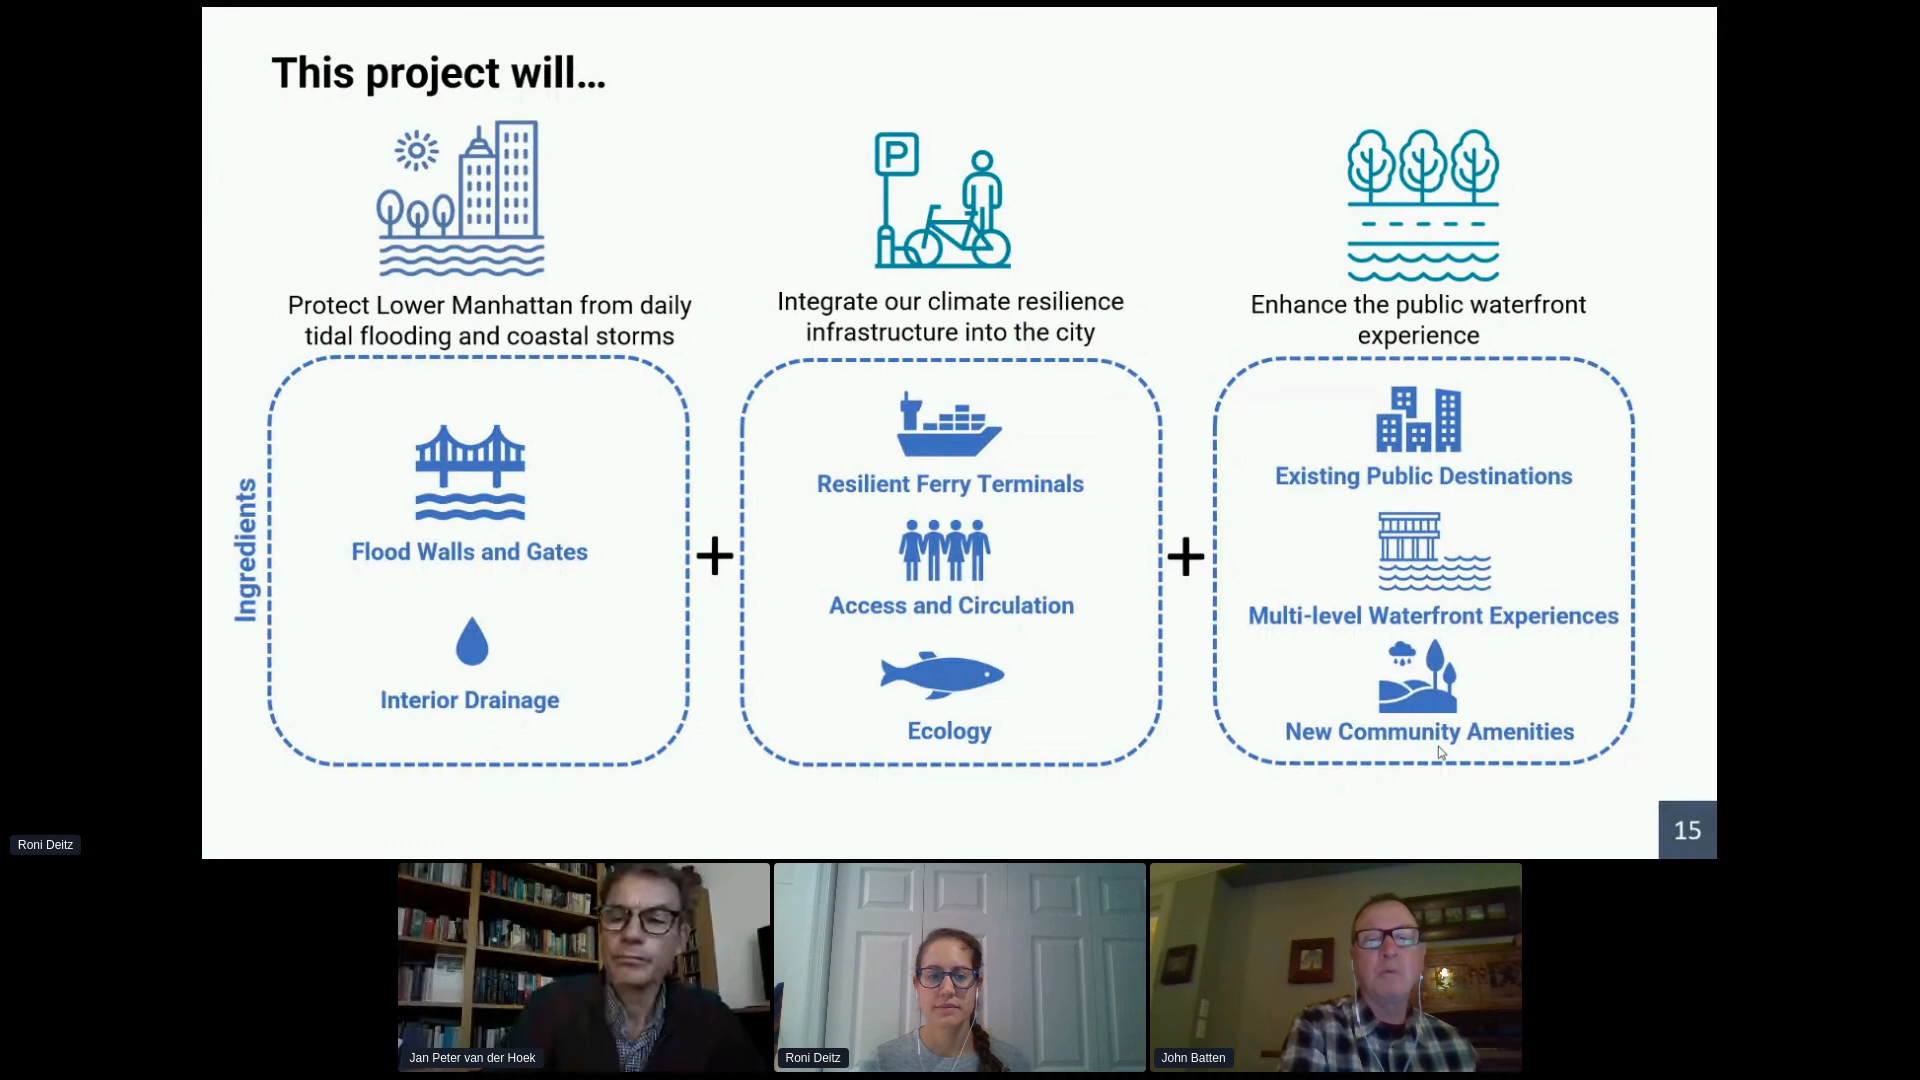 This project will...
P
Protect Lower Manhattan from daily
tidal flooding and coastal storms
Integrate our climate resilience
infrastructure into the city
Enhance the public waterfront
experience
Ingredients
Flood Walls and Gates
Interior Drainage
+
Resilient Ferry Terminals
Access and Circulation
Ecology
+
Existing Public Destinations
Multi-level Waterfront Experiences
New Community Amenities
15
Roni Deitz
Jan Peter van der Hoek
Roni Deitz
John Batten